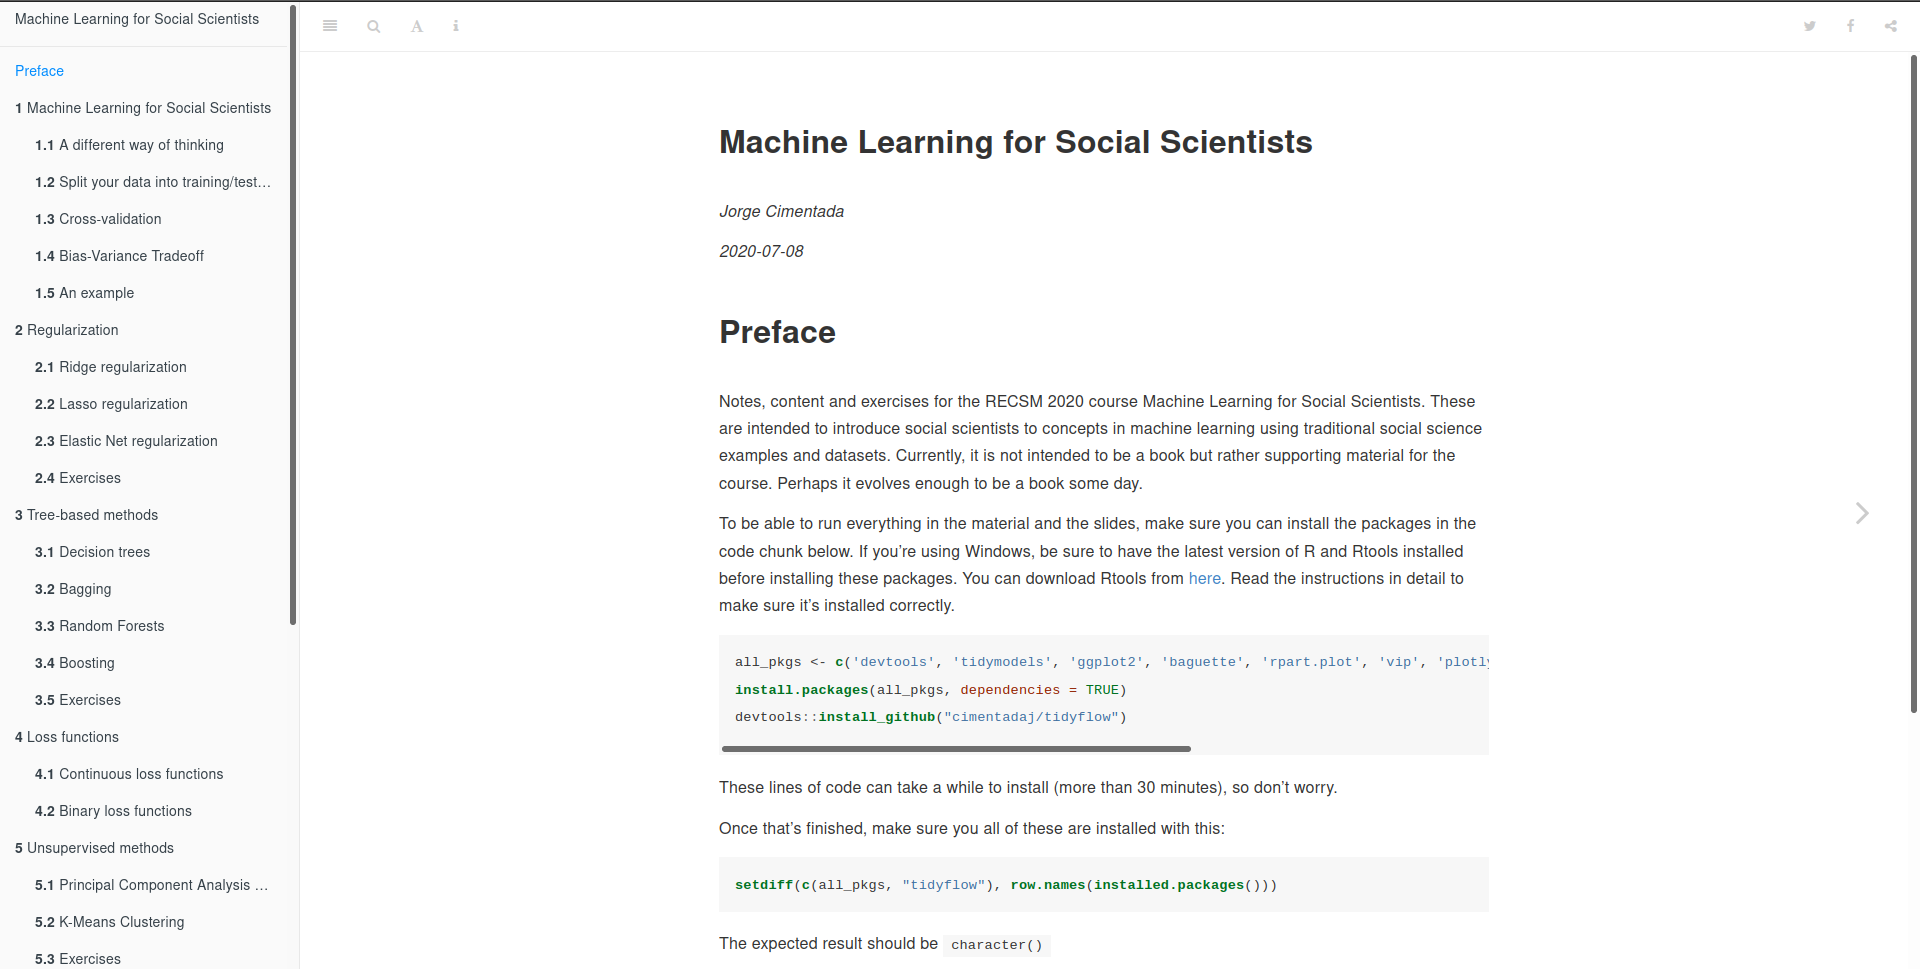 Machine Learning for Social Scientists
Preface
1 Machine Learning for Social Scientists
1.1 A different way of thinking
1.2 Split your data into training/test…
1.3 Cross-validation
1.4 Bias-Variance Tradeoff
1.5 An example
2 Regularization
2.1 Ridge regularization
2.2 Lasso regularization
2.3 Elastic Net regularization
2.4 Exercises
3 Tree-based methods
3.1 Decision trees
3.2 Bagging
3.3 Random Forests
3.4 Boosting
3.5 Exercises
4 Loss functions
4.1 Continuous loss functions
4.2 Binary loss functions
5 Unsupervised methods
5.1 Principal Component Analysis …
5.2 K-Means Clustering
5.3 Exercises
Machine Learning for Social Scientists
Jorge Cimentada
2020-07-08
Preface
Notes, content and exercises for the RECSM 2020 course Machine Learning for Social Scientists. These
are intended to introduce social scientists to concepts in machine learning using traditional social science
examples and datasets. Currently, it is not intended to be a book but rather supporting material for the
course. Perhaps it evolves enough to be a book some day.
To be able to run everything in the material and the slides, make sure you can install the packages in the
code chunk below. If you’re using Windows, be sure to have the latest version of R and Rtools installed
before installing these packages. You can download Rtools from here. Read the instructions in detail to
make sure it’s installed correctly.
all_pkgs <- c('devtools', 'tidymodels', 'ggplot2', 'baguette', 'rpart.plot', 'vip', 'plotly
install.packages(all_pkgs, dependencies = TRUE)
devtools::install_github("cimentadaj/tidyflow")
These lines of code can take a while to install (more than 30 minutes), so don’t worry.
Once that’s finished, make sure you all of these are installed with this:
setdiff(c(all_pkgs, "tidyflow"), row.names(installed.packages()))
The expected result should be character()